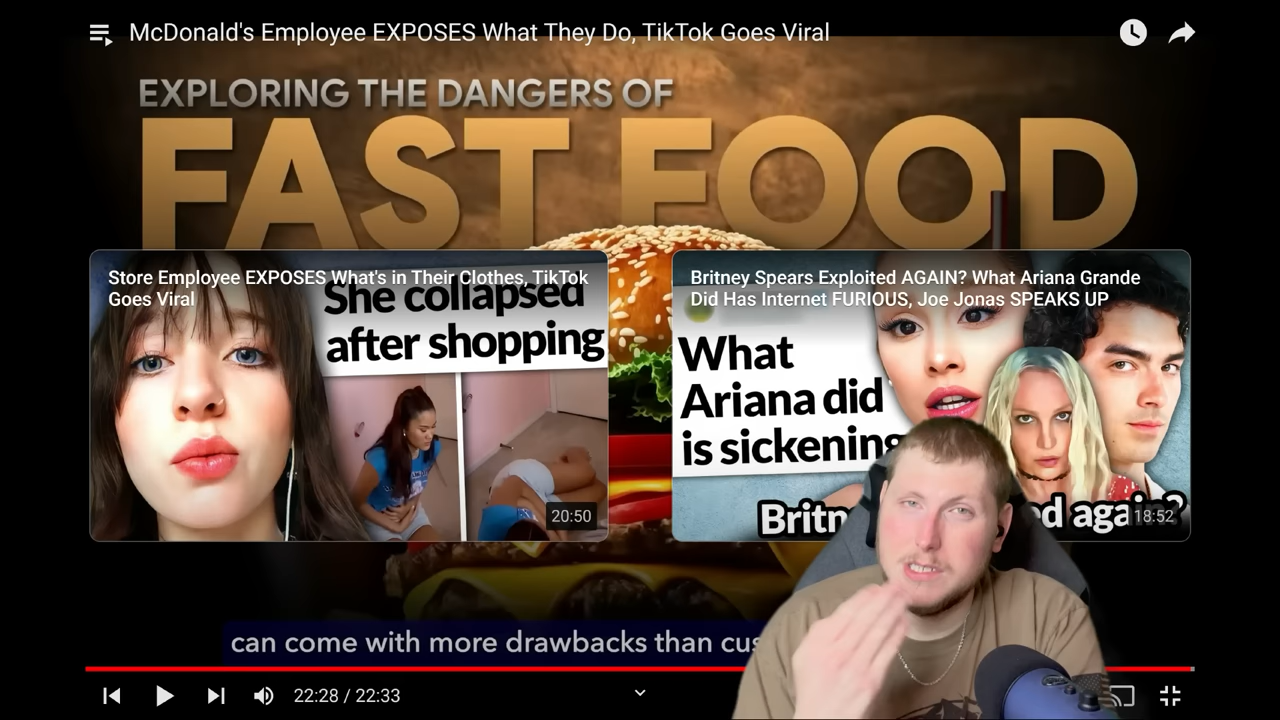 McDonald's Employee EXPOSES What They Do, TikTok Goes Viral
EXPLORING THE DANGERS OF
FAST FOOD
Store Employee EXPOSES What's in Their Clothes, TikTok
Goes Viral
She collapsed
after shopping
20:50
Britney Spears Exploited AGAIN? What Ariana Grande
Did Has Internet FURIOUS, Joe Jonas SPEAKS UP
What
Ariana did
is sickening
again?
18:52
can come with more drawbacks than
22:28 / 22:33